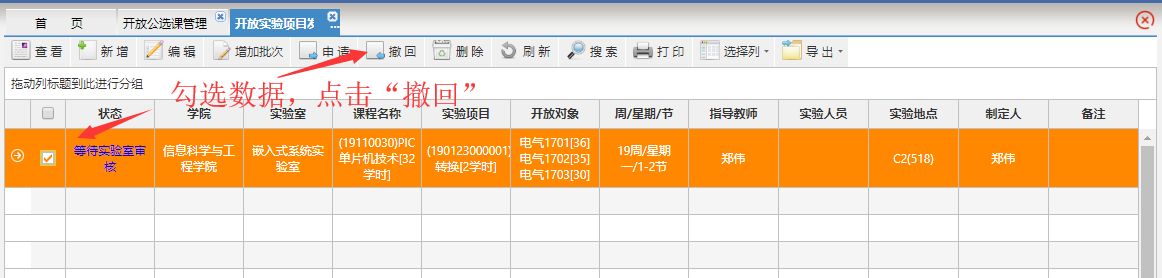 首 页 开放公选课管理 开放实验项目发...
查看 新增 编辑 增加批次 申请 撤回 删除 刷新 搜索 打印 选择列 导出
拖动列标题到此进行分组
勾选数据，点击“撤回”
状态 学院 实验室 课程名称 实验项目 开放对象 周/星期/节 指导教师 实验人员 实验地点 制定人 备注
等待实验室审核 信息科学与工程学院 嵌入式系统实验室 (19110030)PIC单片机技术[32学时] (190123000001)转换[2学时] 电气1701[36] 电气1702[35] 电气1703[30] 19周/星期一/1-2节 郑伟 C2(518) 郑伟